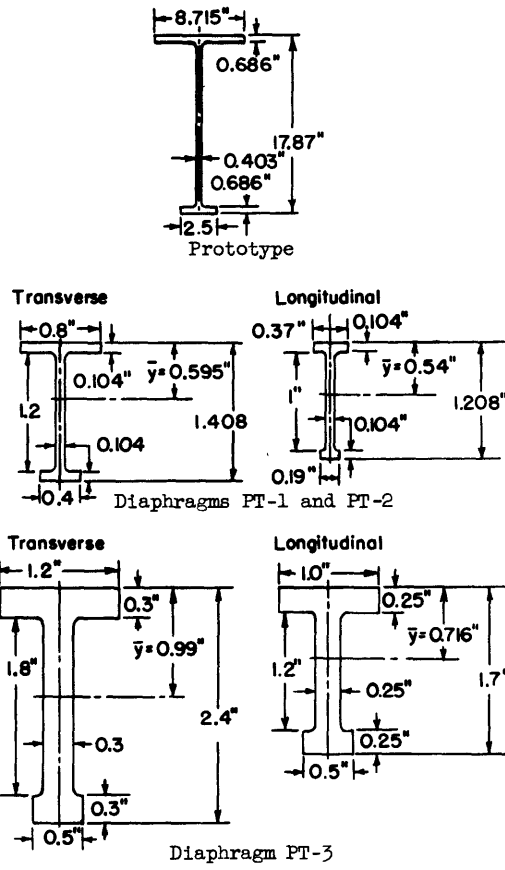 8.715"
0.686"
17.87"
0.403"
0.686"
2.5
Prototype
Transverse
Longitudinal
0.8"
0.37"
0.104"
0.104"
y̅=0.595"
y̅=0.54"
1.2
1"
1.408
1.208"
0.104
0.104"
0.4
0.19"
Diaphragms PT-1 and PT-2
Transverse
Longitudinal
1.2"
1.0"
0.3"
0.25"
y̅=0.99"
y̅=0.716"
1.8"
1.2"
2.4"
1.7"
0.3
0.25"
0.3"
0.25"
0.5"
0.5"
Diaphragm PT-3